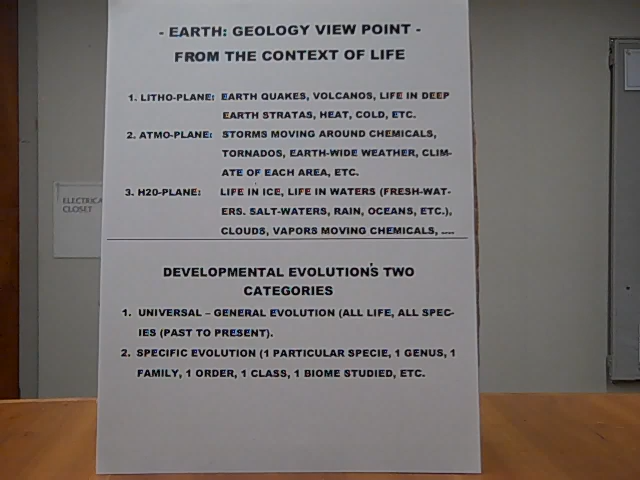 - EARTH: GEOLOGY VIEW POINT -
FROM THE CONTEXT OF LIFE
1. LITHO-PLANE: EARTH QUAKES, VOLCANOS, LIFE IN DEEP
EARTH STRATAS, HEAT, COLD, ETC.
2. ATMO-PLANE: STORMS MOVING AROUND CHEMICALS,
TORNADOS, EARTH-WIDE WEATHER, CLIM-
ATE OF EACH AREA, ETC.
3. H20-PLANE: LIFE IN ICE, LIFE IN WATERS (FRESH-WAT-
ERS. SALT-WATERS, RAIN, OCEANS, ETC.),
CLOUDS, VAPORS MOVING CHEMICALS, ....
ELECTRICA
CLOSET
DEVELOPMENTAL EVOLUTION'S TWO
CATEGORIES
1. UNIVERSAL – GENERAL EVOLUTION (ALL LIFE, ALL SPEC-
IES (PAST TO PRESENT).
2. SPECIFIC EVOLUTION (1 PARTICULAR SPECIE, 1 GENUS, 1
FAMILY, 1 ORDER, 1 CLASS, 1 BIOME STUDIED, ETC.